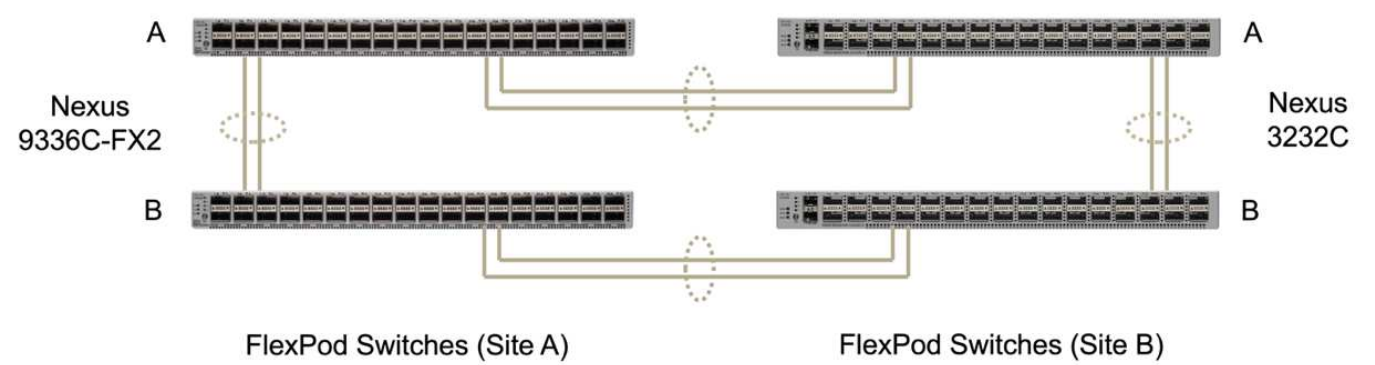 A
A
Nexus
9336C-FX2
Nexus
3232C
B
B
FlexPod Switches (Site A)
FlexPod Switches (Site B)